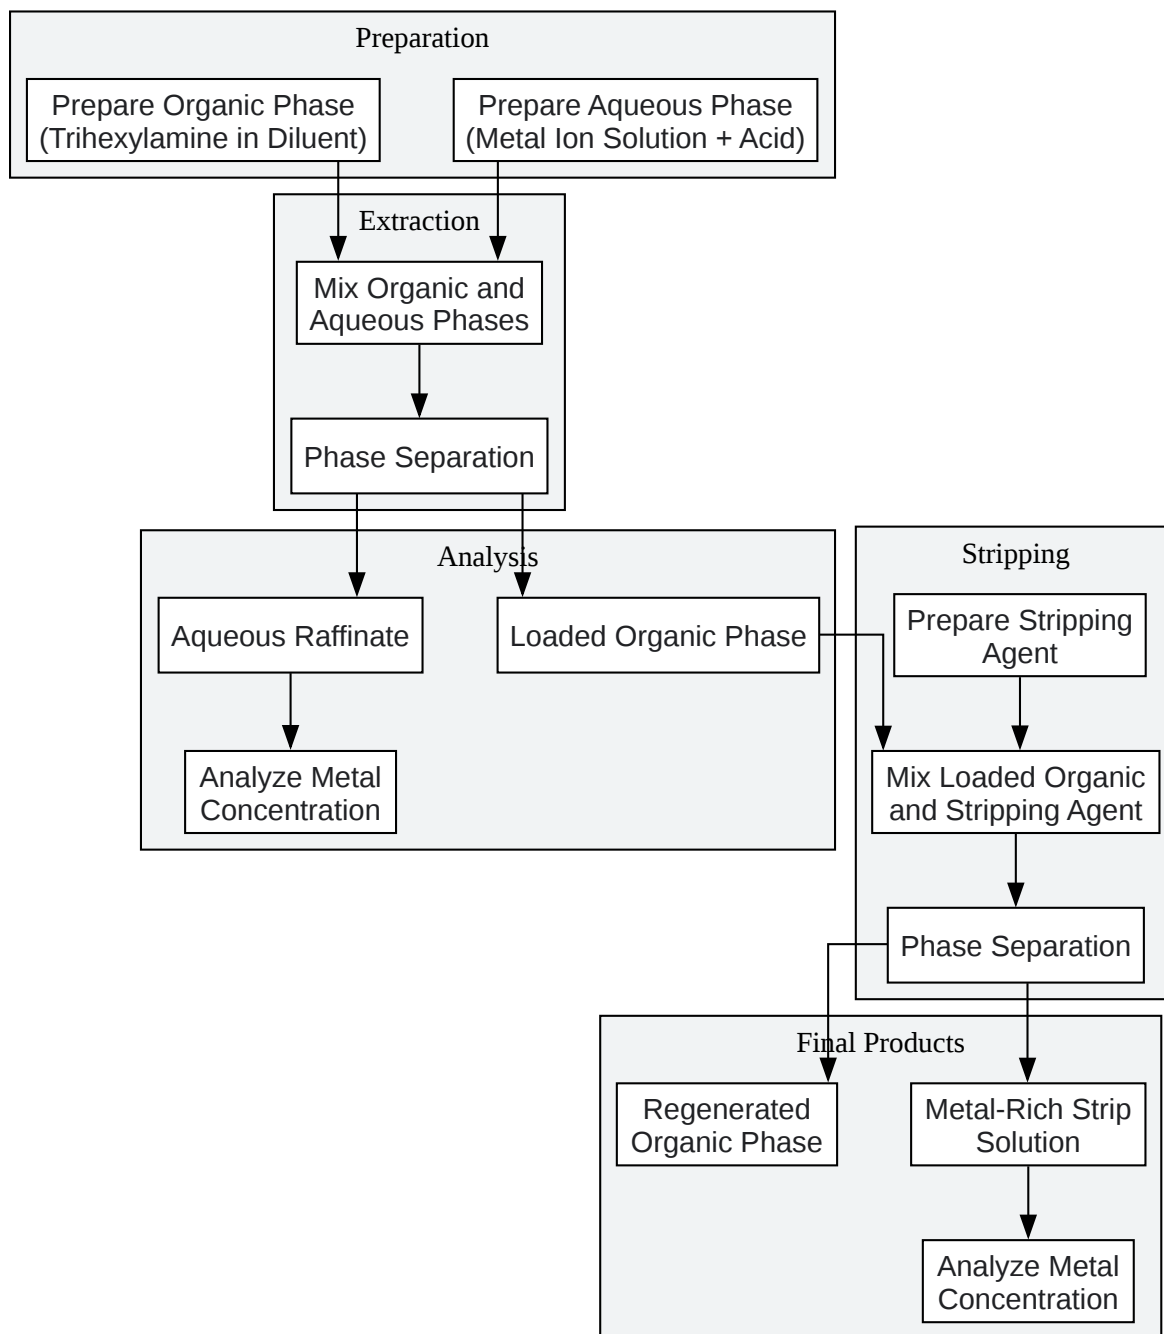 Preparation
Prepare Organic Phase
(Trihexylamine in Diluent)
Prepare Aqueous Phase
(Metal Ion Solution + Acid)
Extraction
Mix Organic and
Aqueous Phases
Phase Separation
Analysis
Aqueous Raffinate
Loaded Organic Phase
Analyze Metal
Concentration
Stripping
Prepare Stripping
Agent
Mix Loaded Organic
and Stripping Agent
Phase Separation
Final Products
Regenerated
Organic Phase
Metal-Rich Strip
Solution
Analyze Metal
Concentration